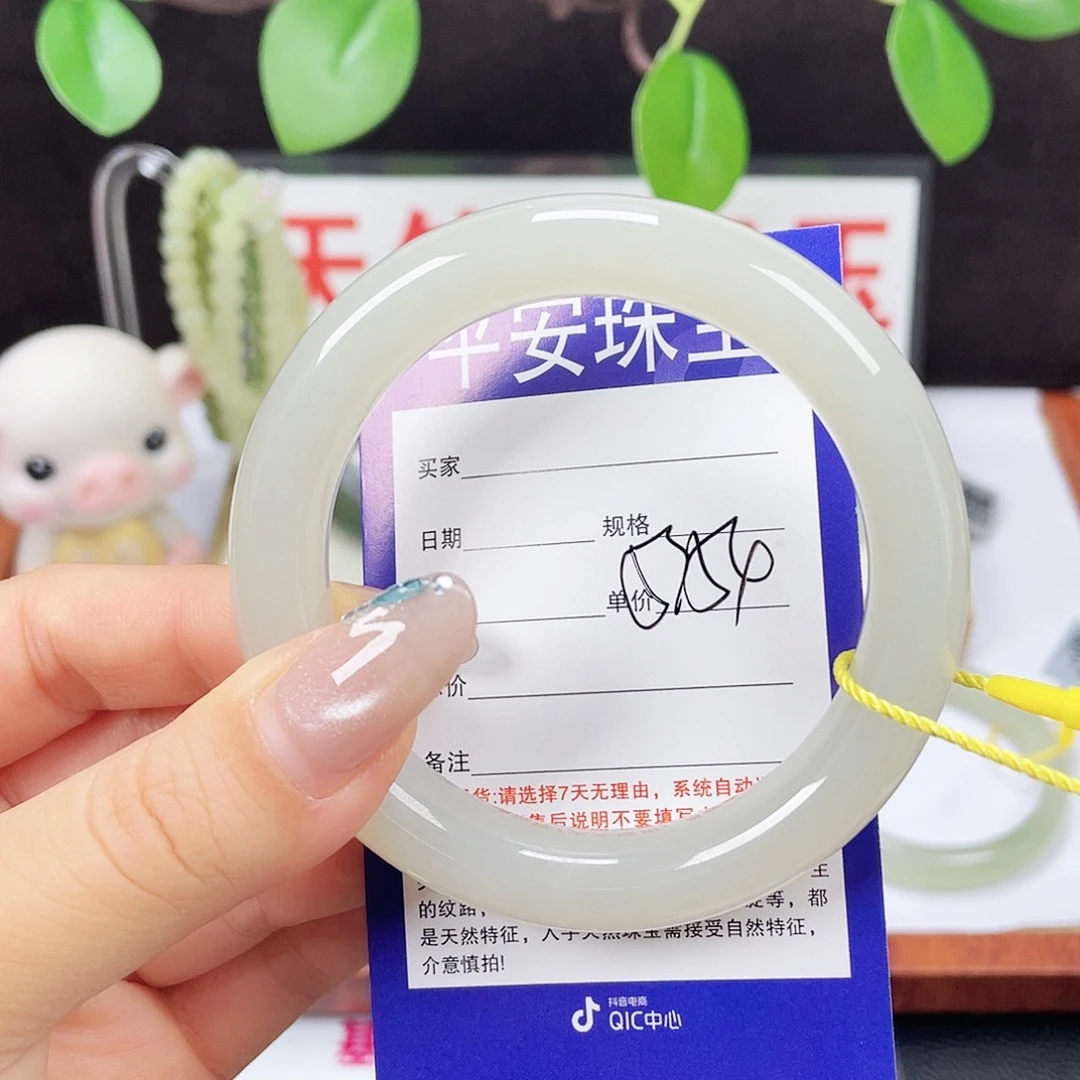 天
玉
平安珠宝
买家
日期 规格
单价
价
备注
货:请选择7天无理由，系统自动
售后说明不要填写
的纹路， 等，都
是天然特征，人手天然珠宝需接受自然特征，
介意慎拍!
抖音电商
QIC中心